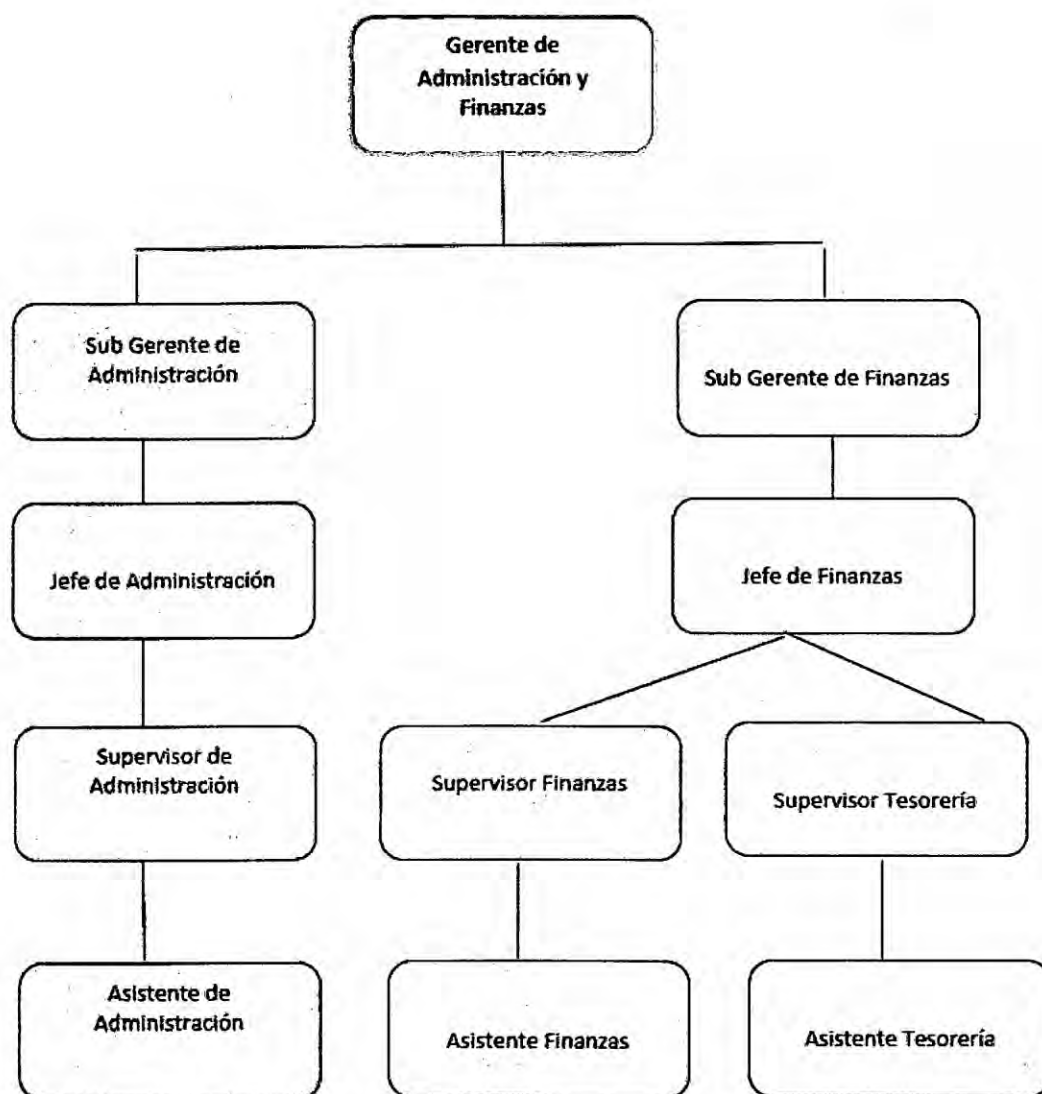 Gerente de
Administración y
Finanzas
Sub Gerente de
Administración
Sub Gerente de Finanzas
Jefe de Administración
Jefe de Finanzas
Supervisor de
Administración
Supervisor Finanzas
Supervisor Tesorería
Asistente de
Administración
Asistente Finanzas
Asistente Tesorería